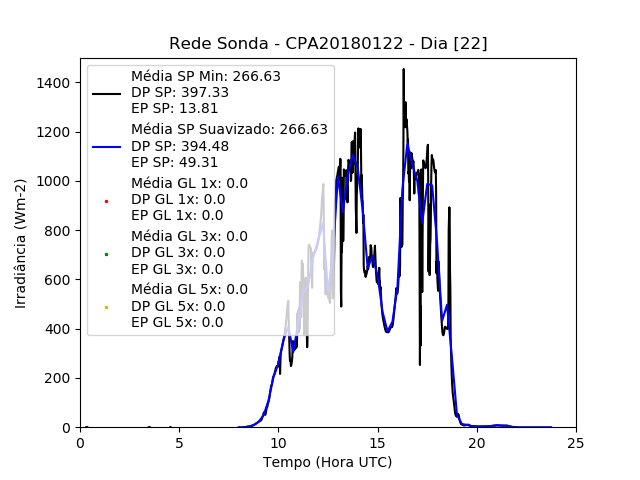 Rede Sonda - CPA20180122 - Dia [22]
Média SP Min: 266.63
DP SP: 397.33
EP SP: 13.81
Média SP Suavizado: 266.63
DP SP: 394.48
EP SP: 49.31
Média GL 1x: 0.0
DP GL 1x: 0.0
EP GL 1x: 0.0
Média GL 3x: 0.0
DP GL 3x: 0.0
EP GL 3x: 0.0
Média GL 5x: 0.0
DP GL 5x: 0.0
EP GL 5x: 0.0
Irradiância (Wm-2)
1400
1200
1000
800
600
400
200
0
0 5 10 15 20 25
Tempo (Hora UTC)